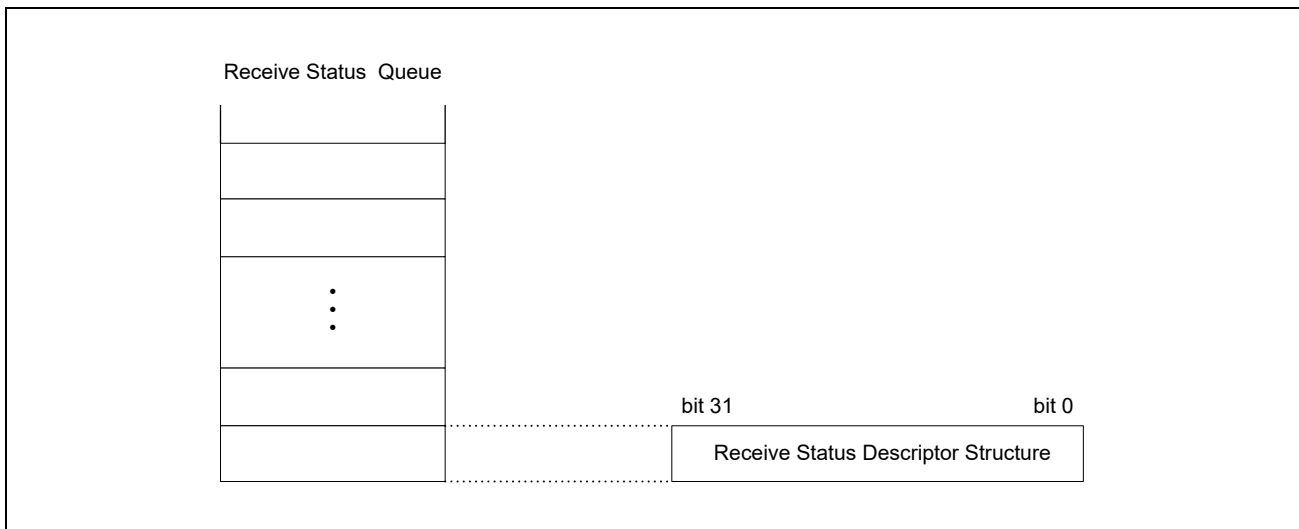 Receive Status Queue
bit 31
bit 0
Receive Status Descriptor Structure